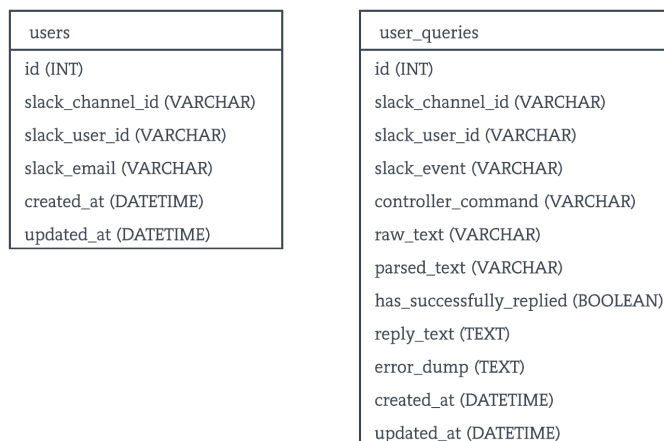 users
id (INT)
slack_channel_id (VARCHAR)
slack_user_id (VARCHAR)
slack_email (VARCHAR)
created_at (DATETIME)
updated_at (DATETIME)
user_queries
id (INT)
slack_channel_id (VARCHAR)
slack_user_id (VARCHAR)
slack_event (VARCHAR)
controller_command (VARCHAR)
raw_text (VARCHAR)
parsed_text (VARCHAR)
has_successfully_replied (BOOLEAN)
reply_text (TEXT)
error_dump (TEXT)
created_at (DATETIME)
updated_at (DATETIME)